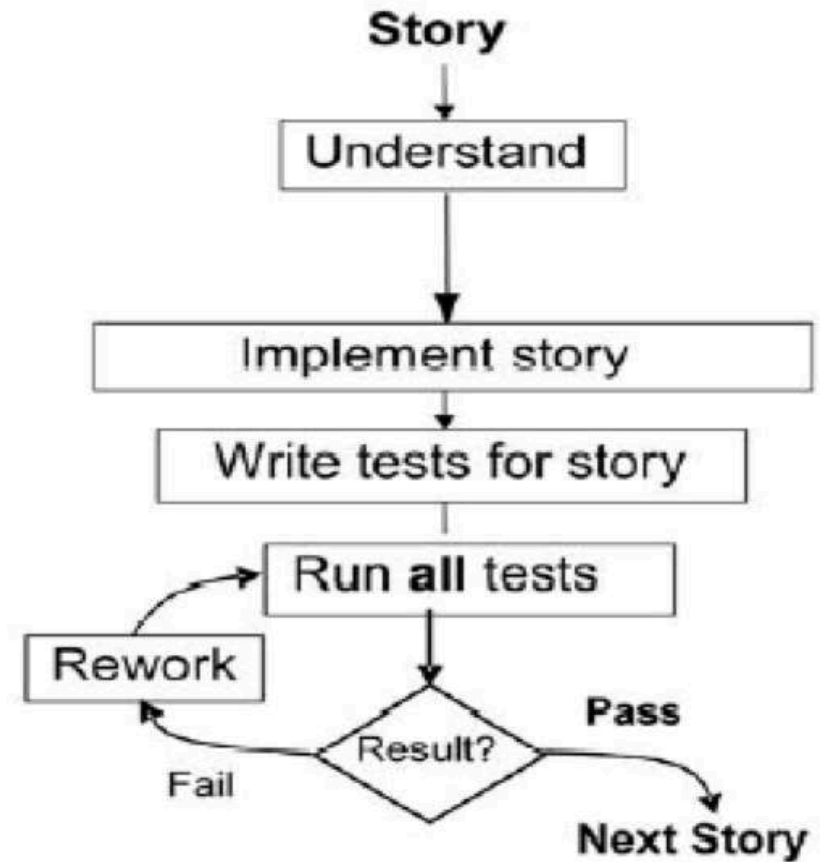 Story
Understand
Implement story
Write tests for story
Run all tests
Rework
Result?
Pass
Fail
Next Story